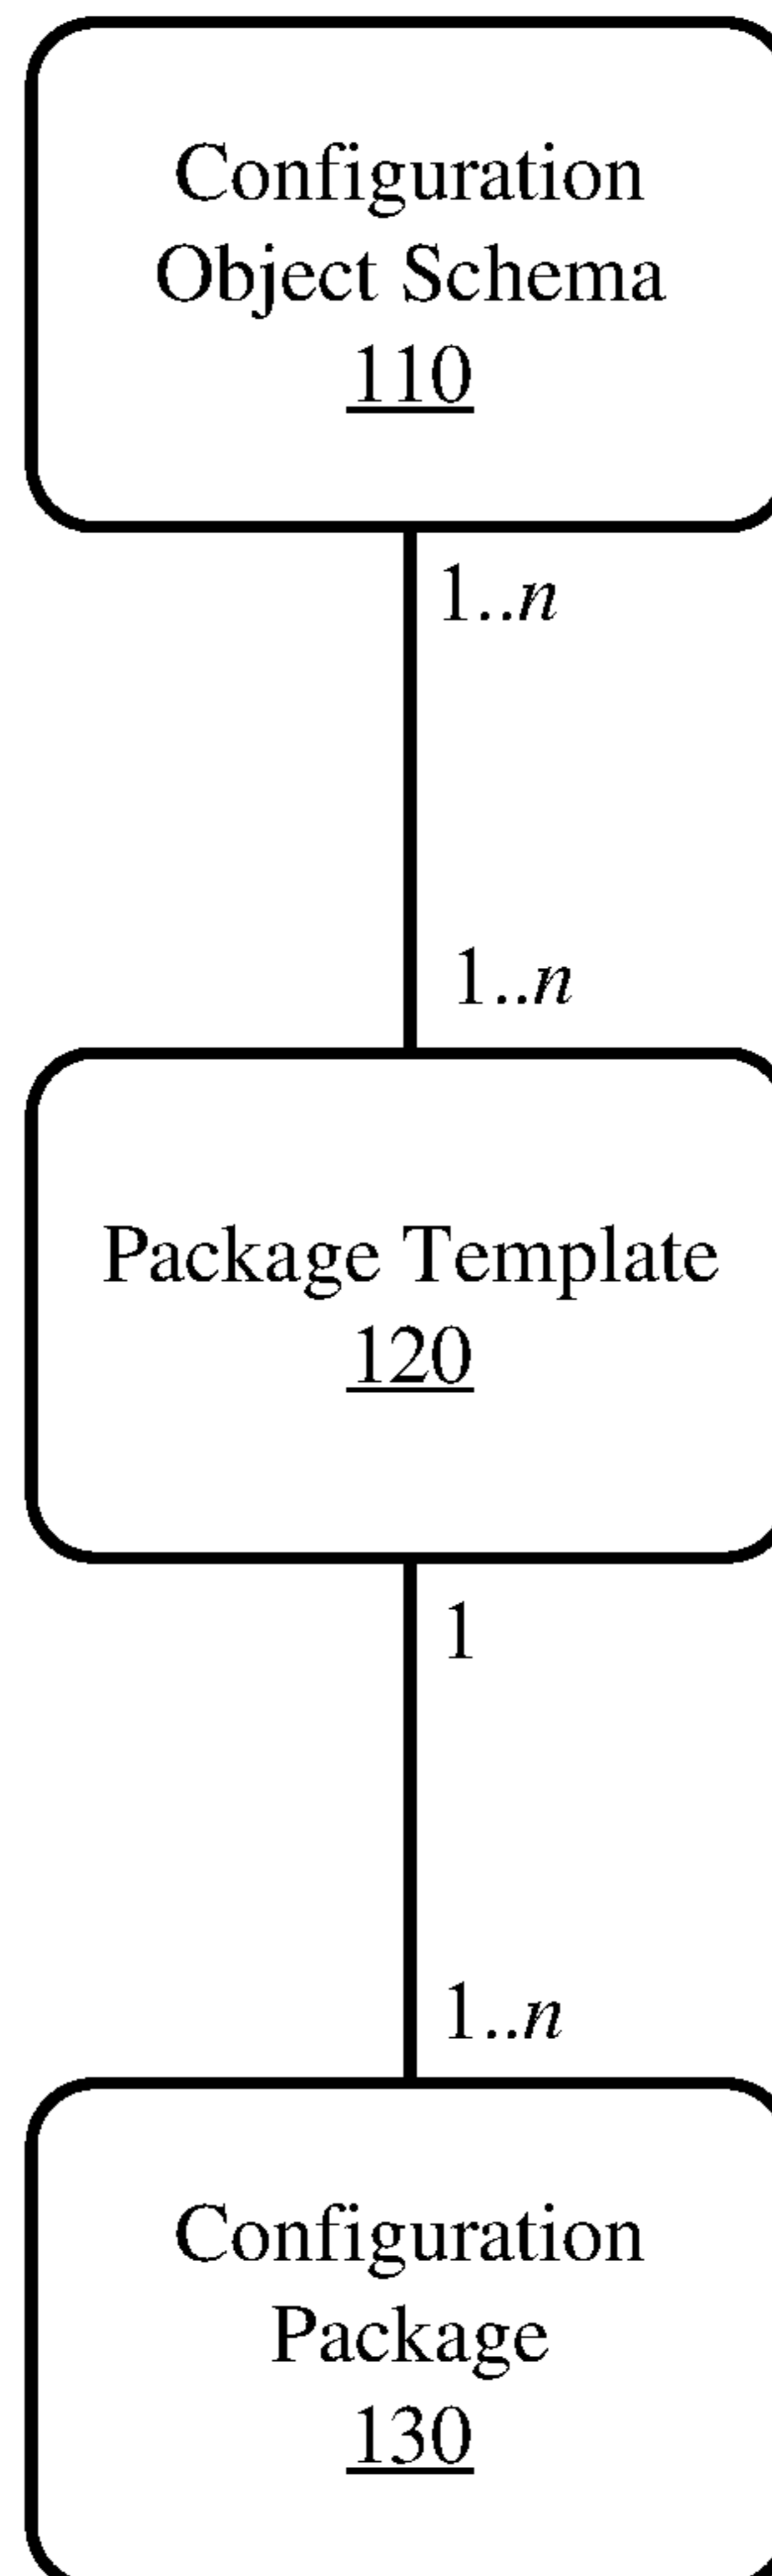 Configuration
Object Schema
110
1..n
1..n
Package Template
120
1
1..n
Configuration
Package
130